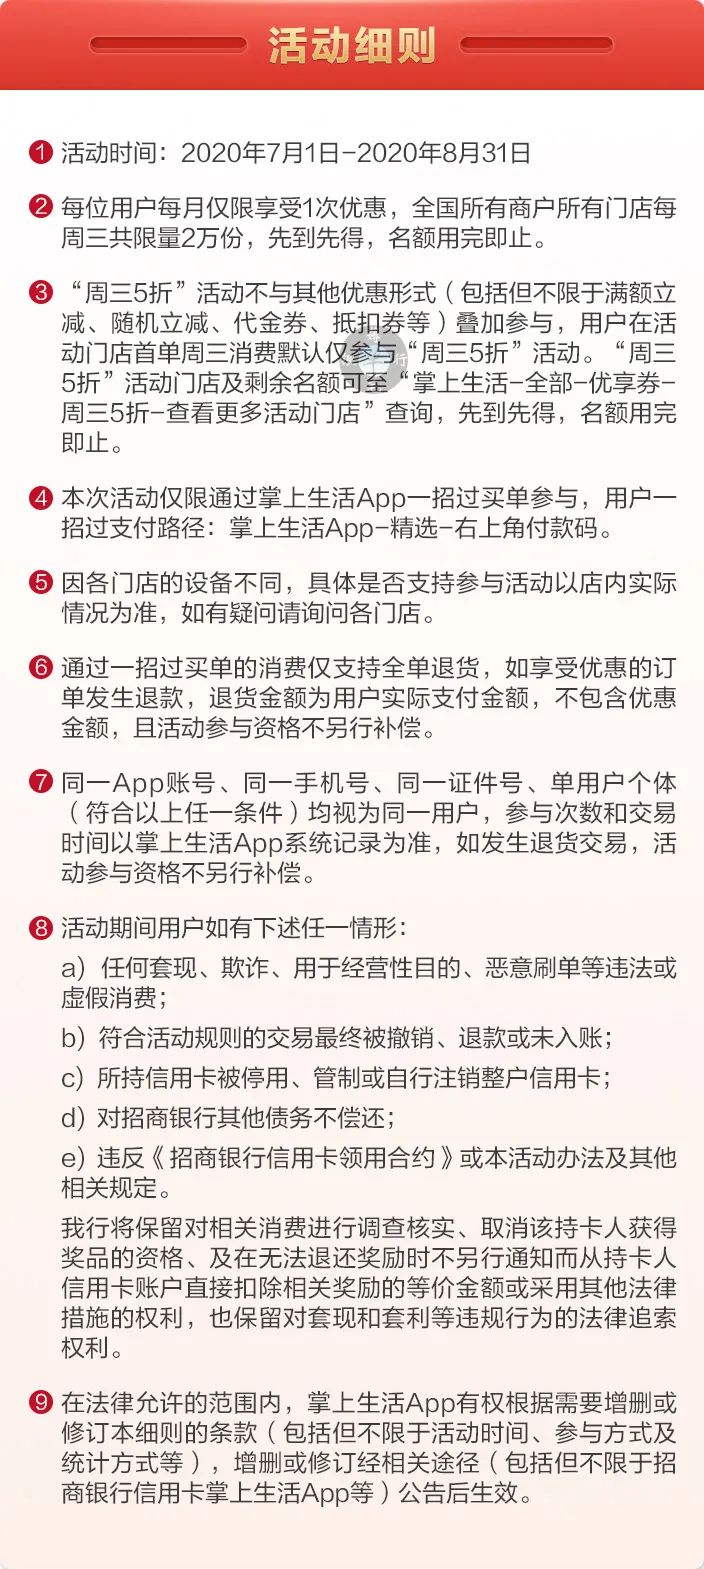 活动细则
1 活动时间：2020年7月1日-2020年8月31日
2 每位用户每月仅限享受1次优惠，全国所有商户所有门店每
周三共限量2万份，先到先得，名额用完即止。
3 “周三5折”活动不与其他优惠形式（包括但不限于满额立
减、随机立减、代金券、抵扣券等）叠加参与，用户在活
动门店首单周三消费默认仅参与“周三5折”活动。“周三
5折”活动门店及剩余名额可至“掌上生活-全部-优享券-
周三5折-查看更多活动门店”查询，先到先得，名额用完
即止。
4 本次活动仅限通过掌上生活App一招过买单参与，用户一
招过支付路径：掌上生活App-精选-右上角付款码。
5 因各门店的设备不同，具体是否支持参与活动以店内实际
情况为准，如有疑问请询问各门店。
6 通过一招过买单的消费仅支持全单退货，如享受优惠的订
单发生退款，退货金额为用户实际支付金额，不包含优惠
金额，且活动参与资格不另行补偿。
7 同一App账号、同一手机号、同一证件号、单用户个体
（符合以上任一条件）均视为同一用户，参与次数和交易
时间以掌上生活App系统记录为准，如发生退货交易，活
动参与资格不另行补偿。
8 活动期间用户如有下述任一情形：
a）任何套现、欺诈、用于经营性目的、恶意刷单等违法或
虚假消费；
b）符合活动规则的交易最终被撤销、退款或未入账；
c）所持信用卡被停用、管制或自行注销整户信用卡；
d）对招商银行其他债务不偿还；
e）违反《招商银行信用卡领用合约》或本活动办法及其他
相关规定。
我行将保留对相关消费进行调查核实、取消该持卡人获得
奖品的资格、及在无法退还奖励时不另行通知而从持卡人
信用卡账户直接扣除相关奖励的等价金额或采用其他法律
措施的权利，也保留对套现和套利等违规行为的法律追索
权利。
9 在法律允许的范围内，掌上生活App有权根据需要增删或
修订本细则的条款（包括但不限于活动时间、参与方式及
统计方式等），增删或修订经相关途径（包括但不限于招
商银行信用卡掌上生活App等）公告后生效。